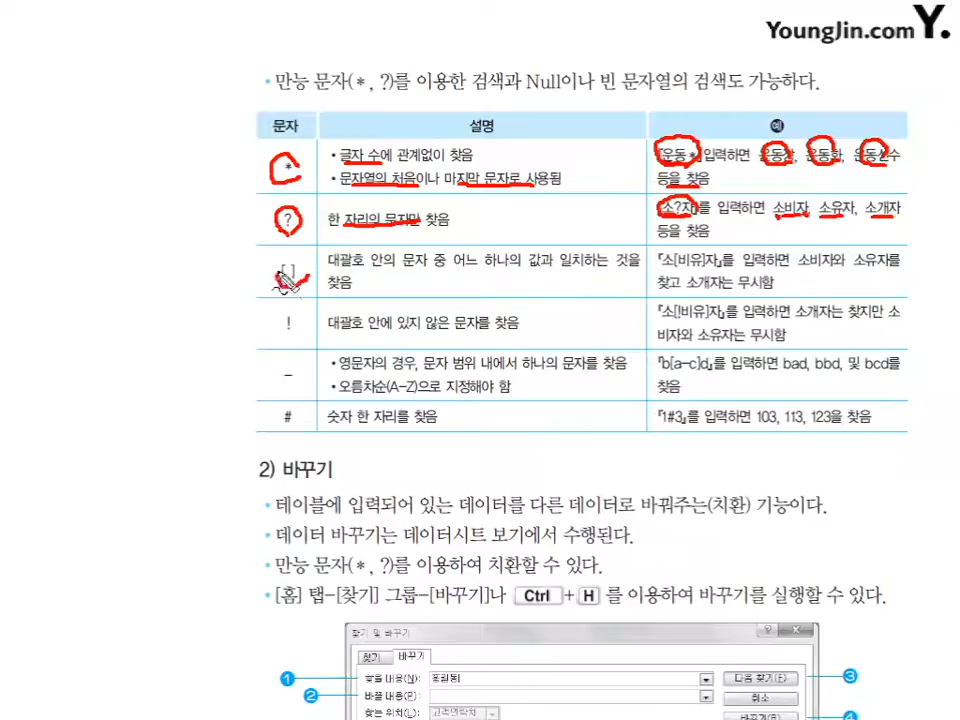 YoungJin.com Y.
• 만능 문자(*, ?)를 이용한 검색과 Null이나 빈 문자열의 검색도 가능하다.
문자 설명 예
* • 글자 수에 관계없이 찾음 『운동*』입력하면 운동장, 운동화, 운동선수
• 문자열의 처음이나 마지막 문자로 사용됨 등을 찾음
? 한 자리의 문자만 찾음 『소?자』를 입력하면 소비자, 소유자, 소개자
등을 찾음
[ ] 대괄호 안의 문자 중 어느 하나의 값과 일치하는 것을 『소[비유]자』를 입력하면 소비자와 소유자를
찾음 찾고 소개자는 무시함
! 대괄호 안에 있지 않은 문자를 찾음 『소[!비유]자』를 입력하면 소개자는 찾지만 소
비자와 소유자는 무시함
– • 영문자의 경우, 문자 범위 내에서 하나의 문자를 찾음 『b[a-c]d』를 입력하면 bad, bbd, 및 bcd를
• 오름차순(A-Z)으로 지정해야 함 찾음
# 숫자 한 자리를 찾음 『1#3』를 입력하면 103, 113, 123을 찾음
2) 바꾸기
• 테이블에 입력되어 있는 데이터를 다른 데이터로 바꿔주는(치환) 기능이다.
• 데이터 바꾸기는 데이터시트 보기에서 수행된다.
• 만능 문자(*, ?)를 이용하여 치환할 수 있다.
• [홈] 탭-[찾기] 그룹-[바꾸기]나 Ctrl + H 를 이용하여 바꾸기를 실행할 수 있다.
찾기 및 바꾸기 ? X
찾기 바꾸기
1 찾을 내용(N): 홍길동 다음 찾기(F) 3
2 바꿀 내용(P): 취소
찾는 위치(L): 고객연락처 바꾸기(R) 4